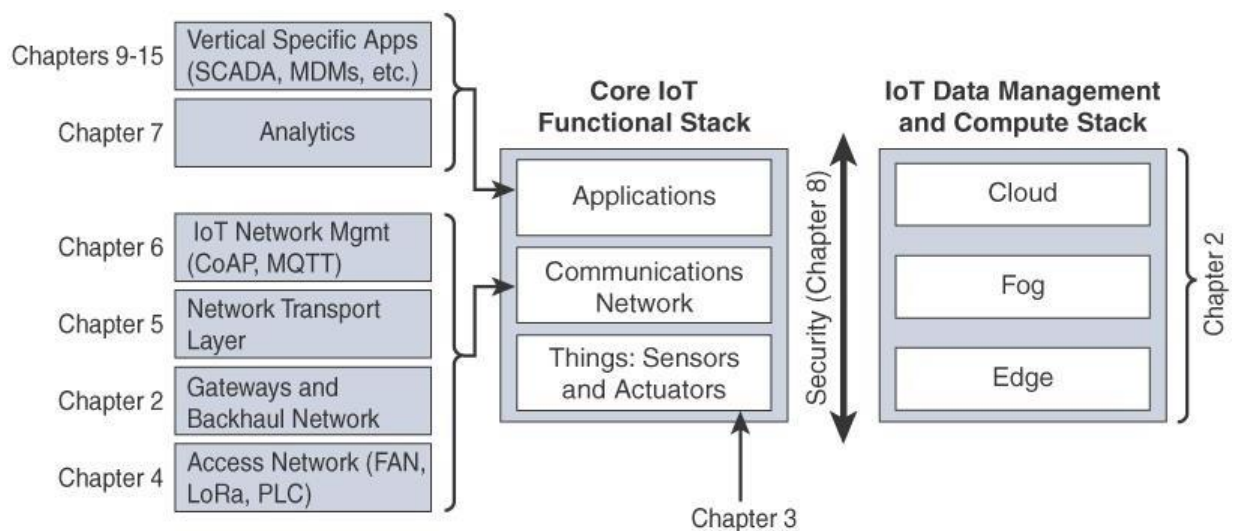 Chapters 9-15
Vertical Specific Apps
(SCADA, MDMs, etc.)
Chapter 7
Analytics
Chapter 6
IoT Network Mgmt
(CoAP, MQTT)
Chapter 5
Network Transport
Layer
Chapter 2
Gateways and
Backhaul Network
Chapter 4
Access Network (FAN,
LoRa, PLC)
Core IoT
Functional Stack
Applications
Communications
Network
Things: Sensors
and Actuators
Chapter 3
Security (Chapter 8)
IoT Data Management
and Compute Stack
Cloud
Fog
Edge
Chapter 2